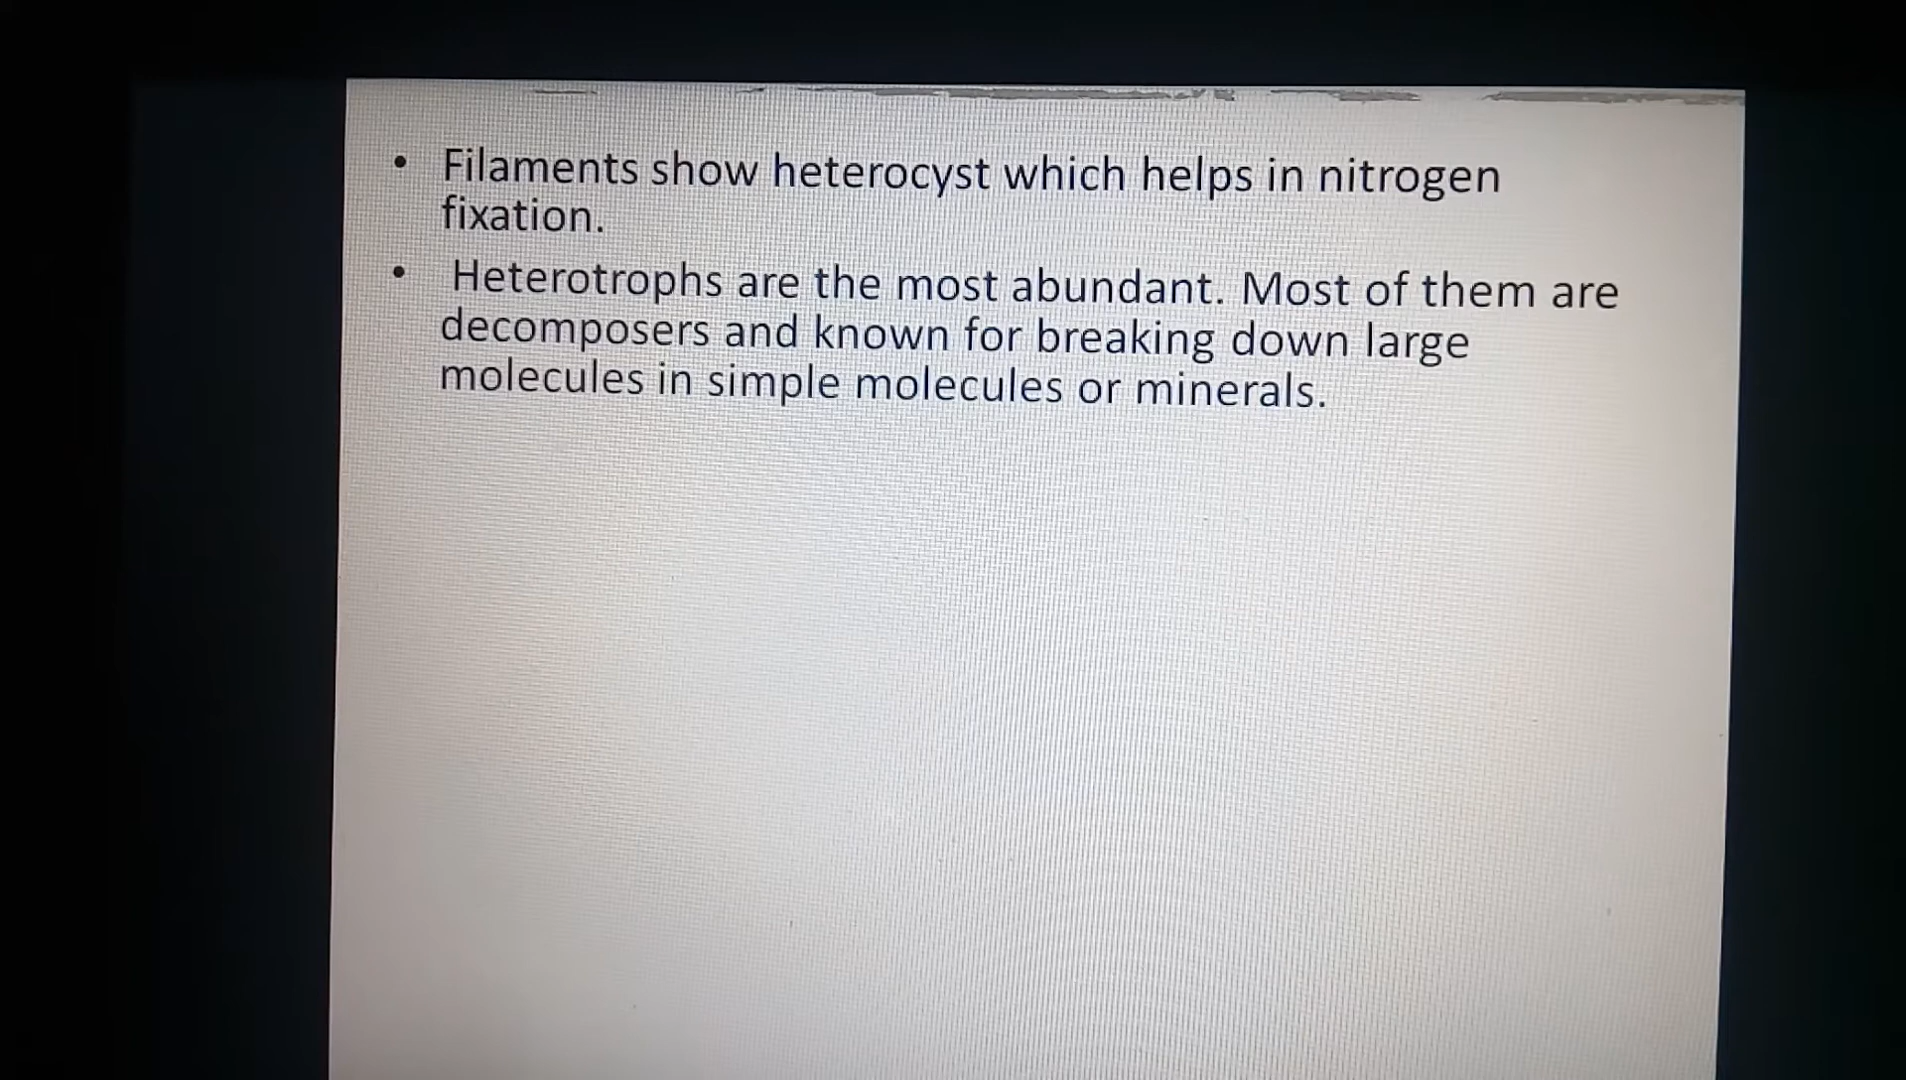 • Filaments show heterocyst which helps in nitrogen
fixation.
• Heterotrophs are the most abundant. Most of them are
decomposers and known for breaking down large
molecules in simple molecules or minerals.